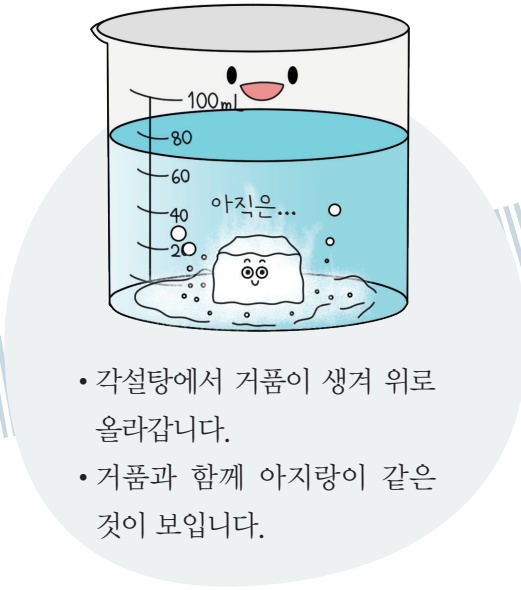 100mL
80
60
아직은...
40
20
• 각설탕에서 거품이 생겨 위로
올라갑니다.
• 거품과 함께 아지랑이 같은
것이 보입니다.